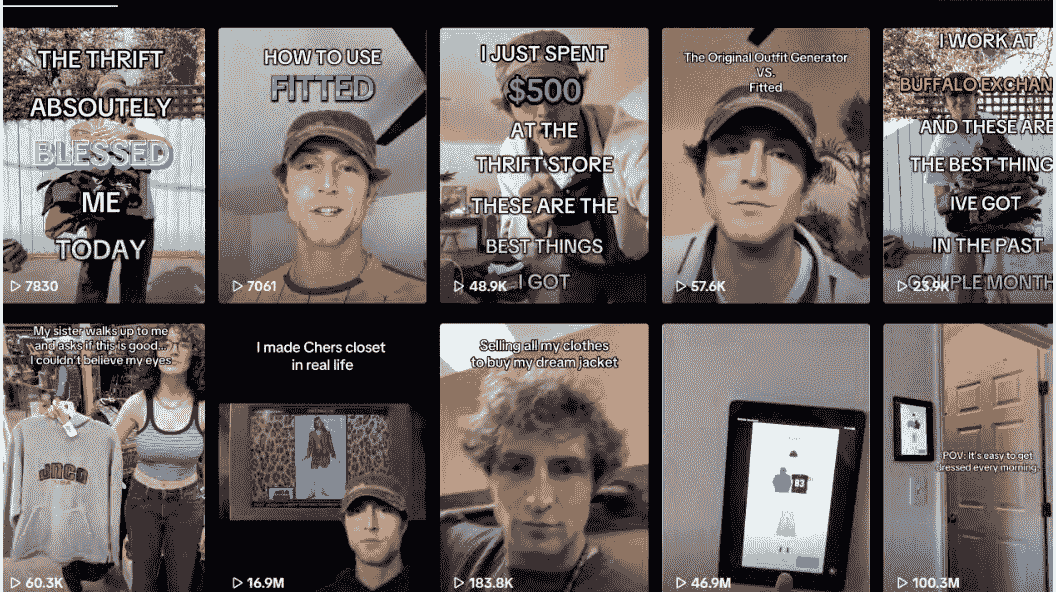 THE THRIFT
ABSOUTELY
BLESSED
ME
TODAY
7830
HOW TO USE
FITTED
7061
I JUST SPENT
$500
AT THE
THRIFT STORE
THESE ARE THE
BEST THINGS
I GOT
48.9K
The Original Outfit Generator
VS.
Fitted
57.6K
I WORK AT
BUFFALO EXCHAN
AND THESE ARE
THE BEST THING
IVE GOT
IN THE PAST
COUPLE MONTH
23.9K
My sister walks up to me
and asks if this is good...
I couldn't believe my eyes
JNCO
60.3K
I made Chers closet
in real life
16.9M
Selling all my clothes
to buy my dream jacket
183.8K
83
46.9M
POV: It's easy to get
dressed every morning
100.3M